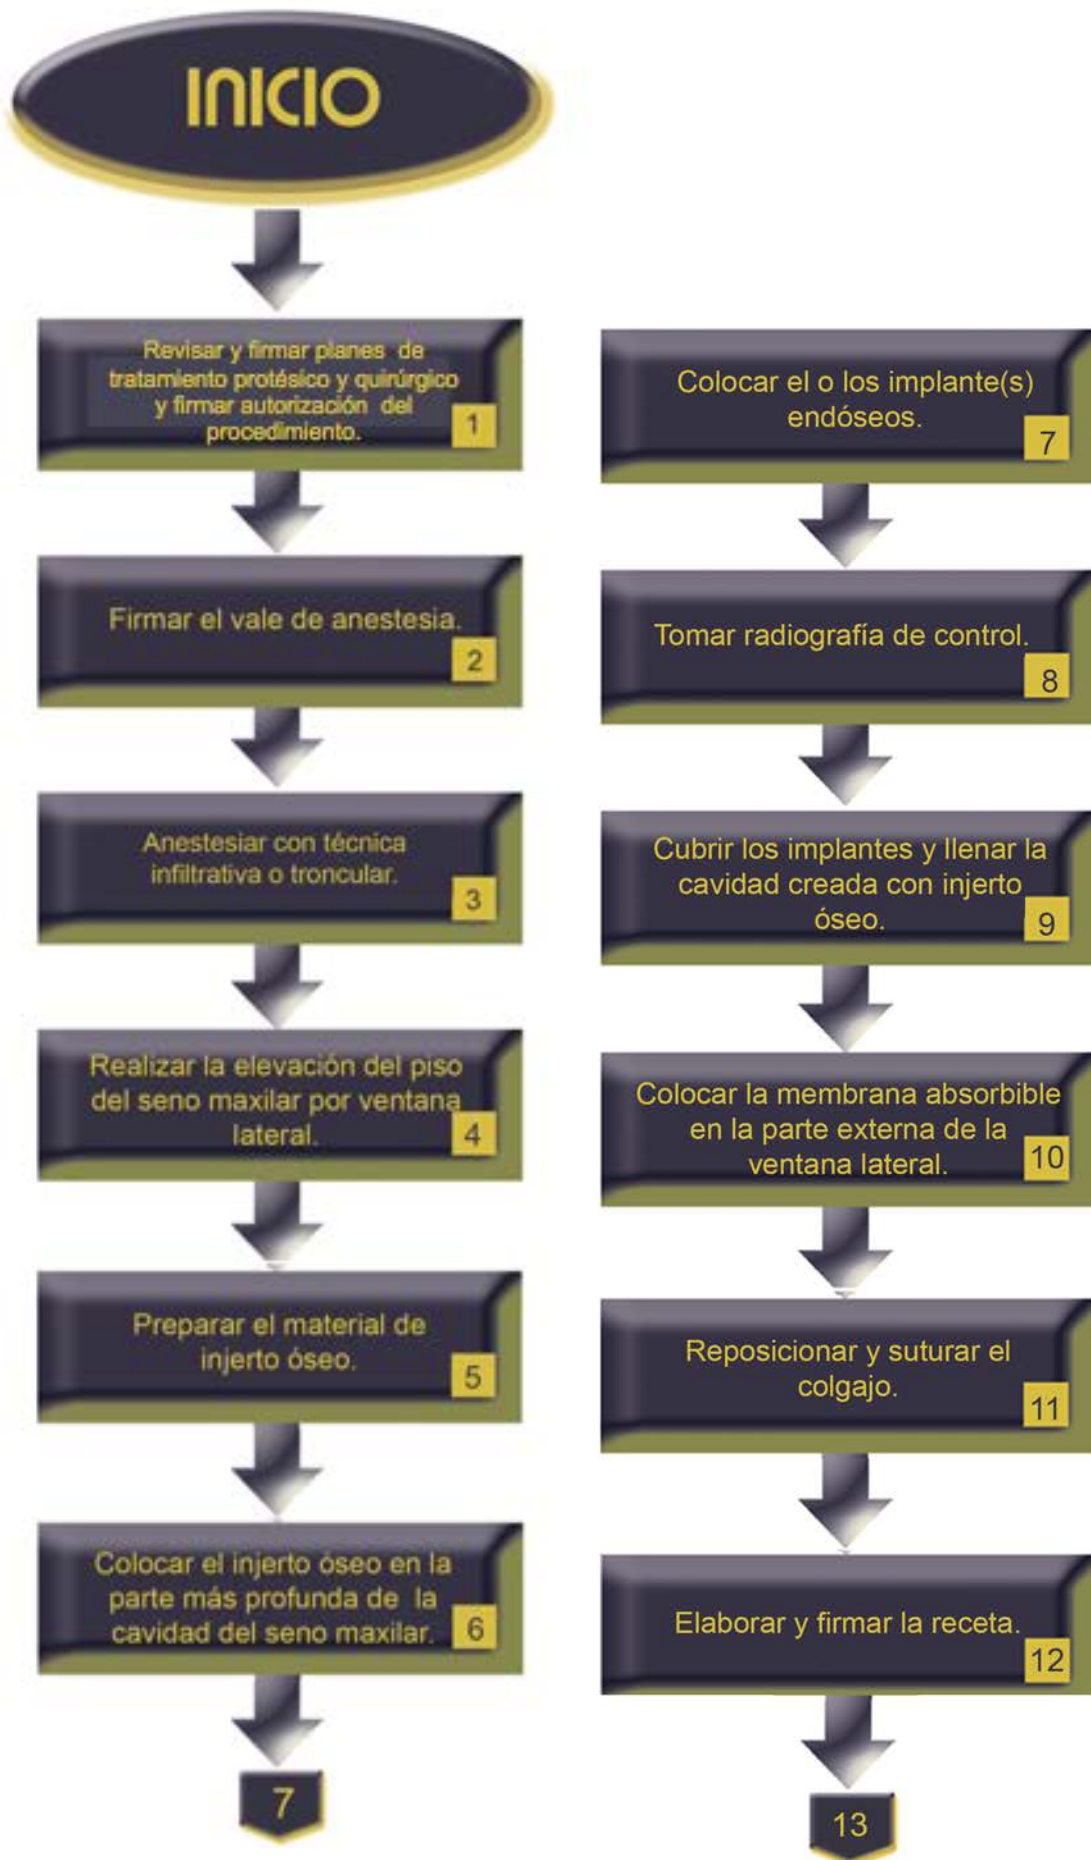 INICIO
Revisar y firmar planes de
tratamiento protésico y quirúrgico
y firmar autorización del
procedimiento.
1
Firmar el vale de anestesia.
2
Anestesiar con técnica
infiltrativa o troncular.
3
Realizar la elevación del piso
del seno maxilar por ventana
lateral.
4
Preparar el material de
injerto óseo.
5
Colocar el injerto óseo en la
parte más profunda de la
cavidad del seno maxilar.
6
7
Colocar el o los implante(s)
endóseos.
7
Tomar radiografía de control.
8
Cubrir los implantes y llenar la
cavidad creada con injerto
óseo.
9
Colocar la membrana absorbible
en la parte externa de la
ventana lateral.
10
Reposicionar y suturar el
colgajo.
11
Elaborar y firmar la receta.
12
13